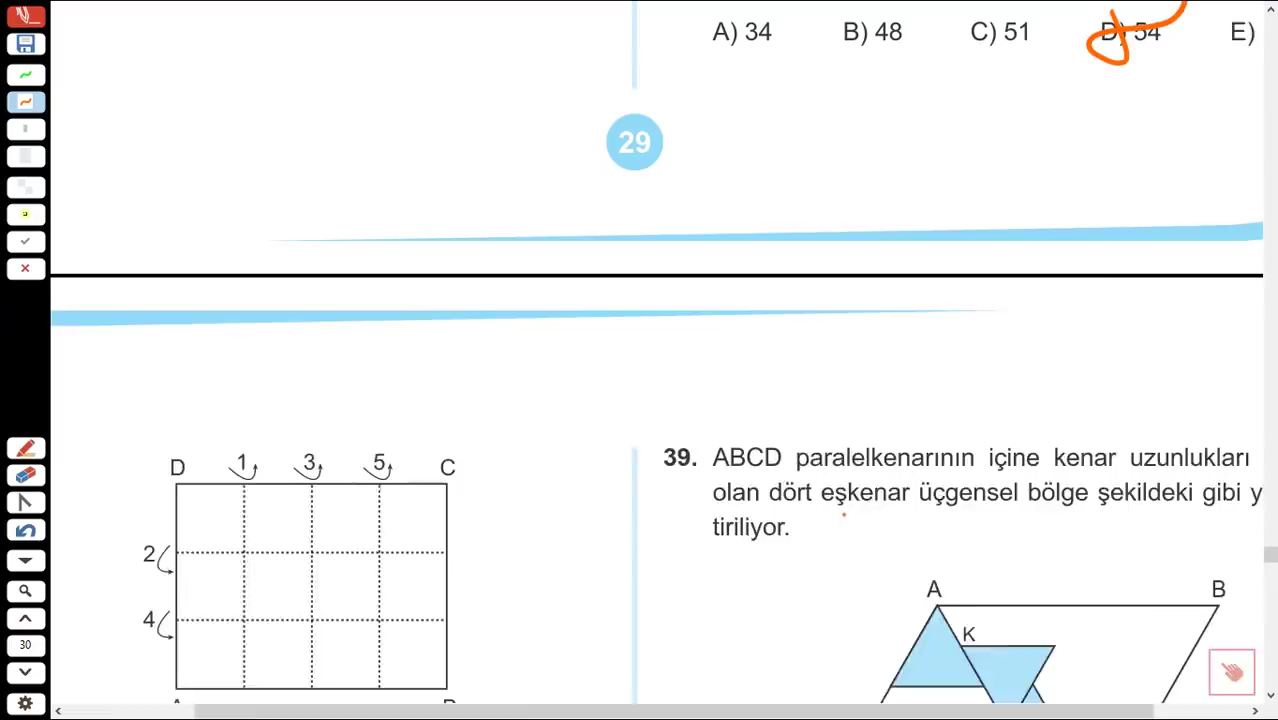 A) 34 B) 48 C) 51 D) 54 E)
29
D 1 3 5 C
2
4
39. ABCD paralelkenarının içine kenar uzunlukları
olan dört eşkenar üçgensel bölge şekildeki gibi y
tiriliyor.
A B
K
30